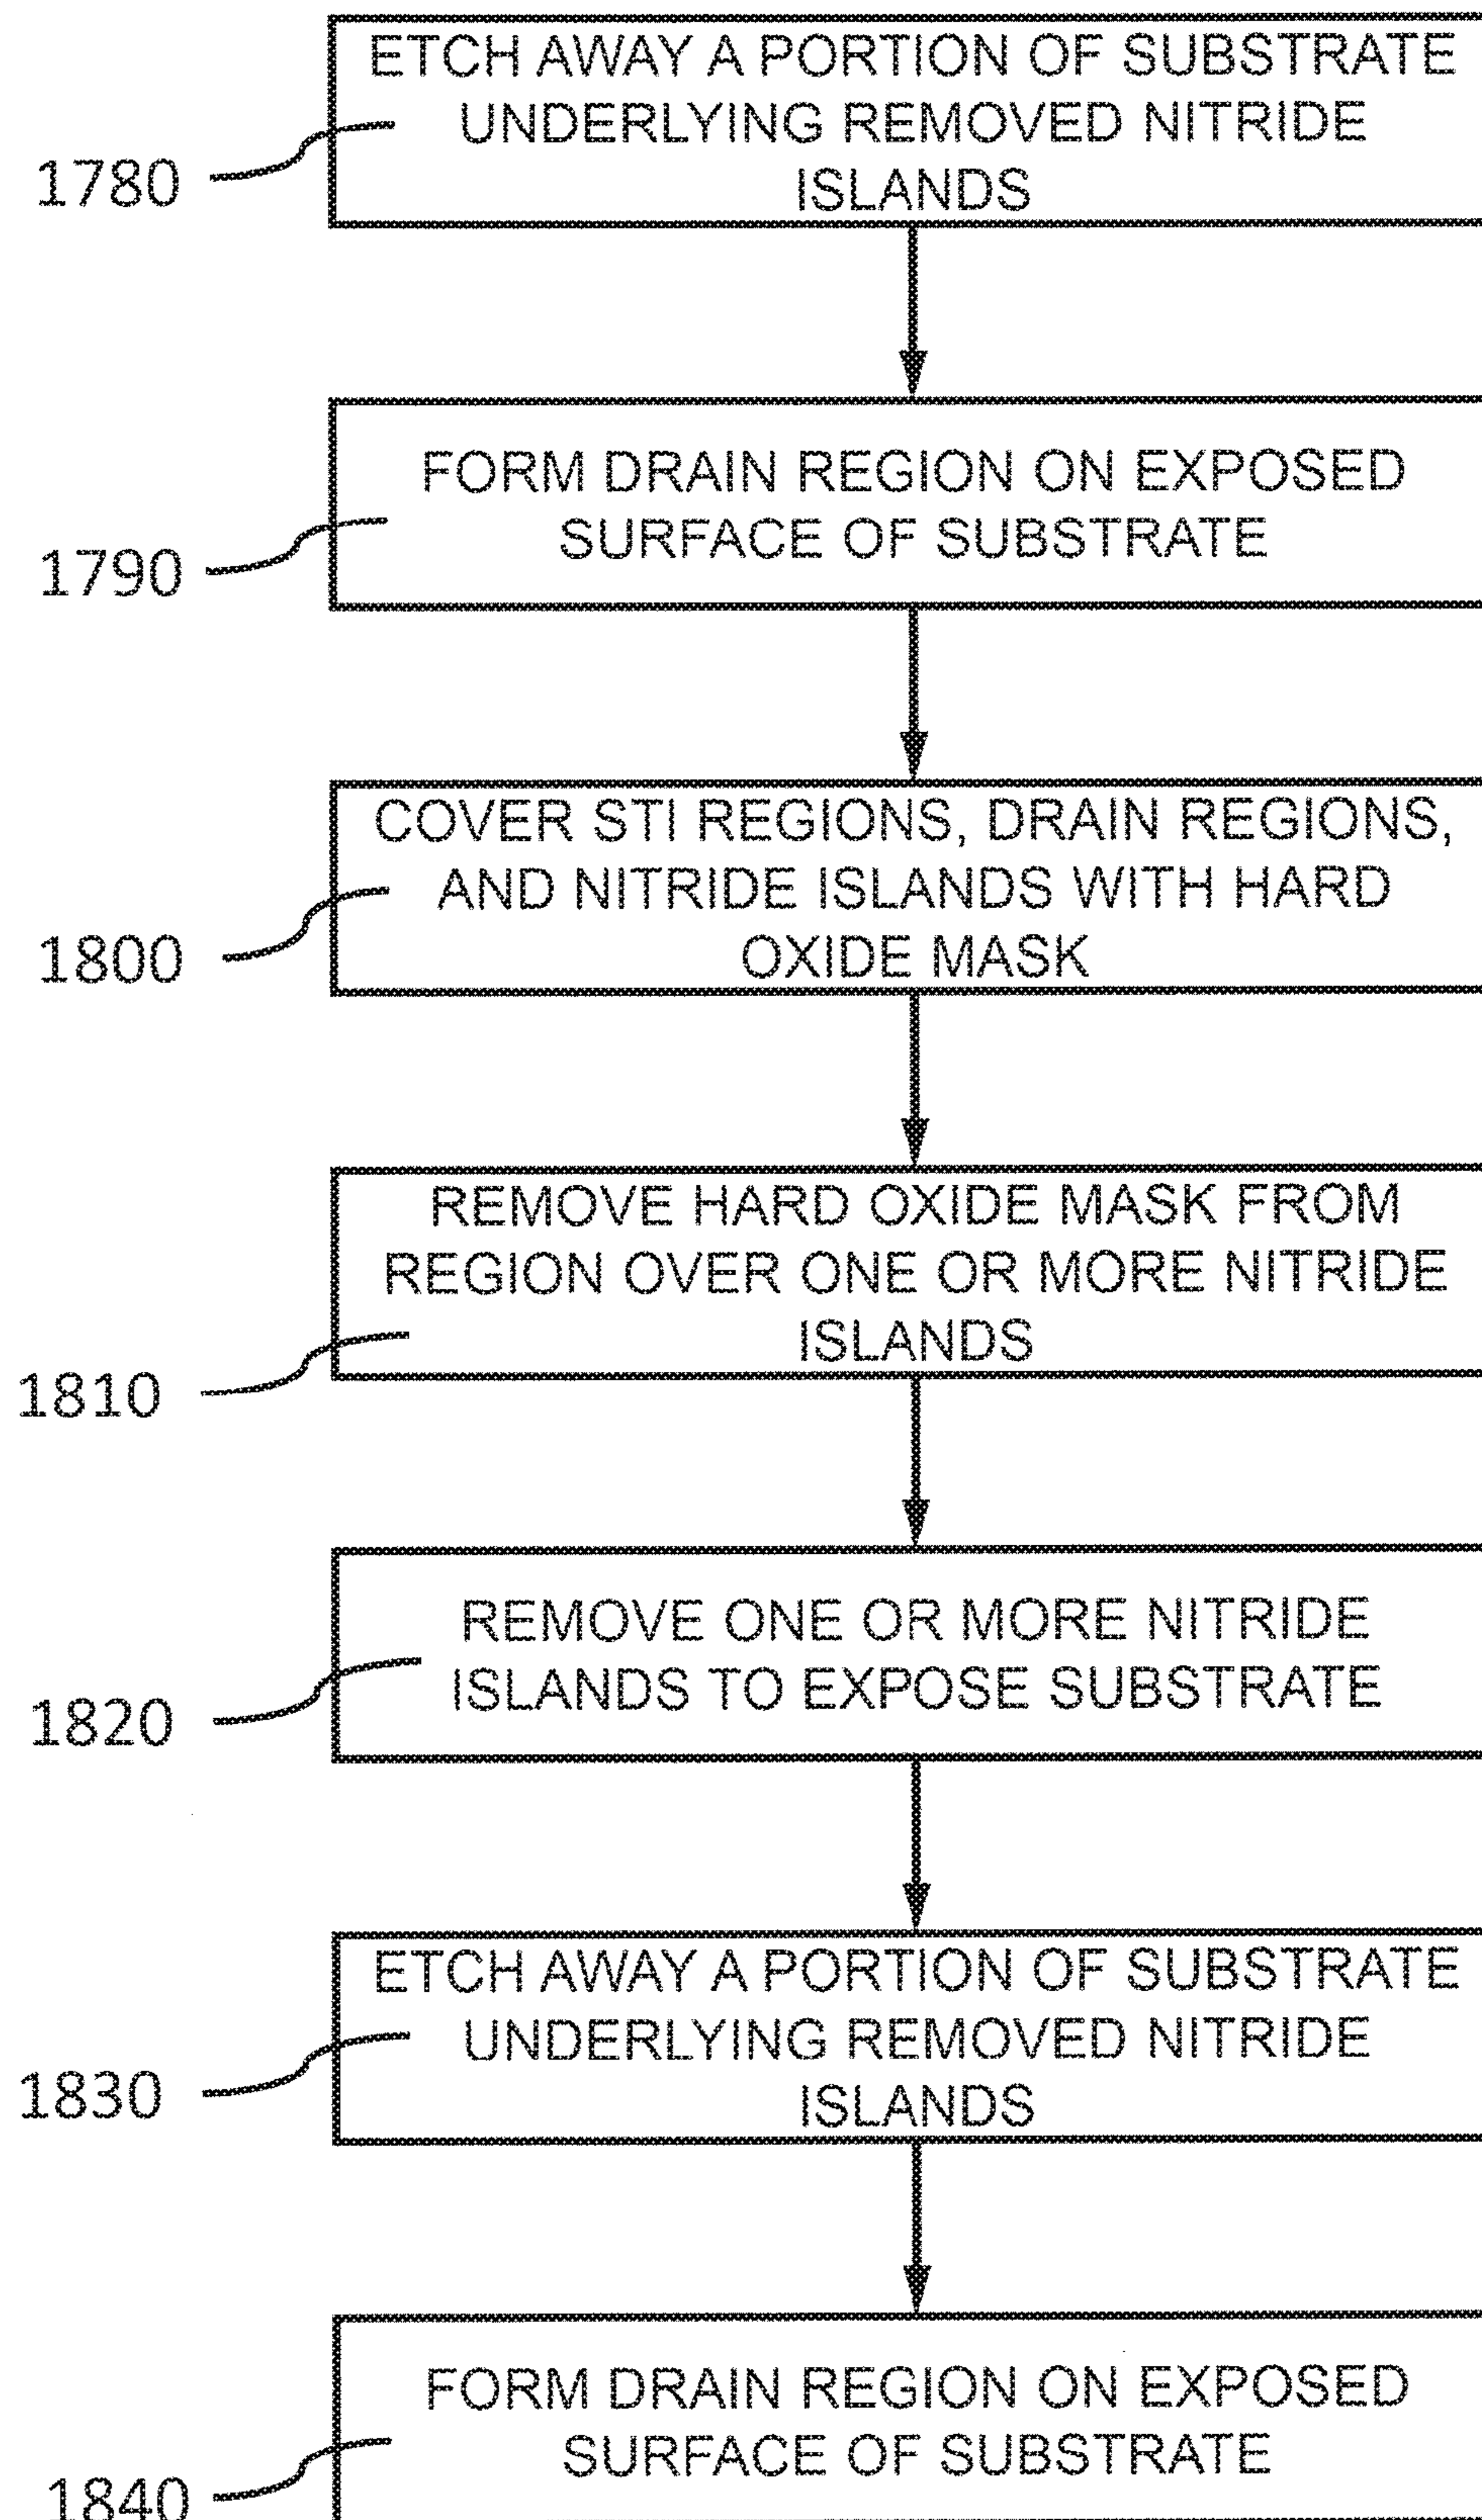 ETCH AWAY A PORTION OF SUBSTRATE
UNDERLYING REMOVED NITRIDE
ISLANDS
1780
FORM DRAIN REGION ON EXPOSED
SURFACE OF SUBSTRATE
1790
COVER STI REGIONS, DRAIN REGIONS,
AND NITRIDE ISLANDS WITH HARD
OXIDE MASK
1800
REMOVE HARD OXIDE MASK FROM
REGION OVER ONE OR MORE NITRIDE
ISLANDS
1810
REMOVE ONE OR MORE NITRIDE
ISLANDS TO EXPOSE SUBSTRATE
1820
ETCH AWAY A PORTION OF SUBSTRATE
UNDERLYING REMOVED NITRIDE
ISLANDS
1830
FORM DRAIN REGION ON EXPOSED
SURFACE OF SUBSTRATE
1840